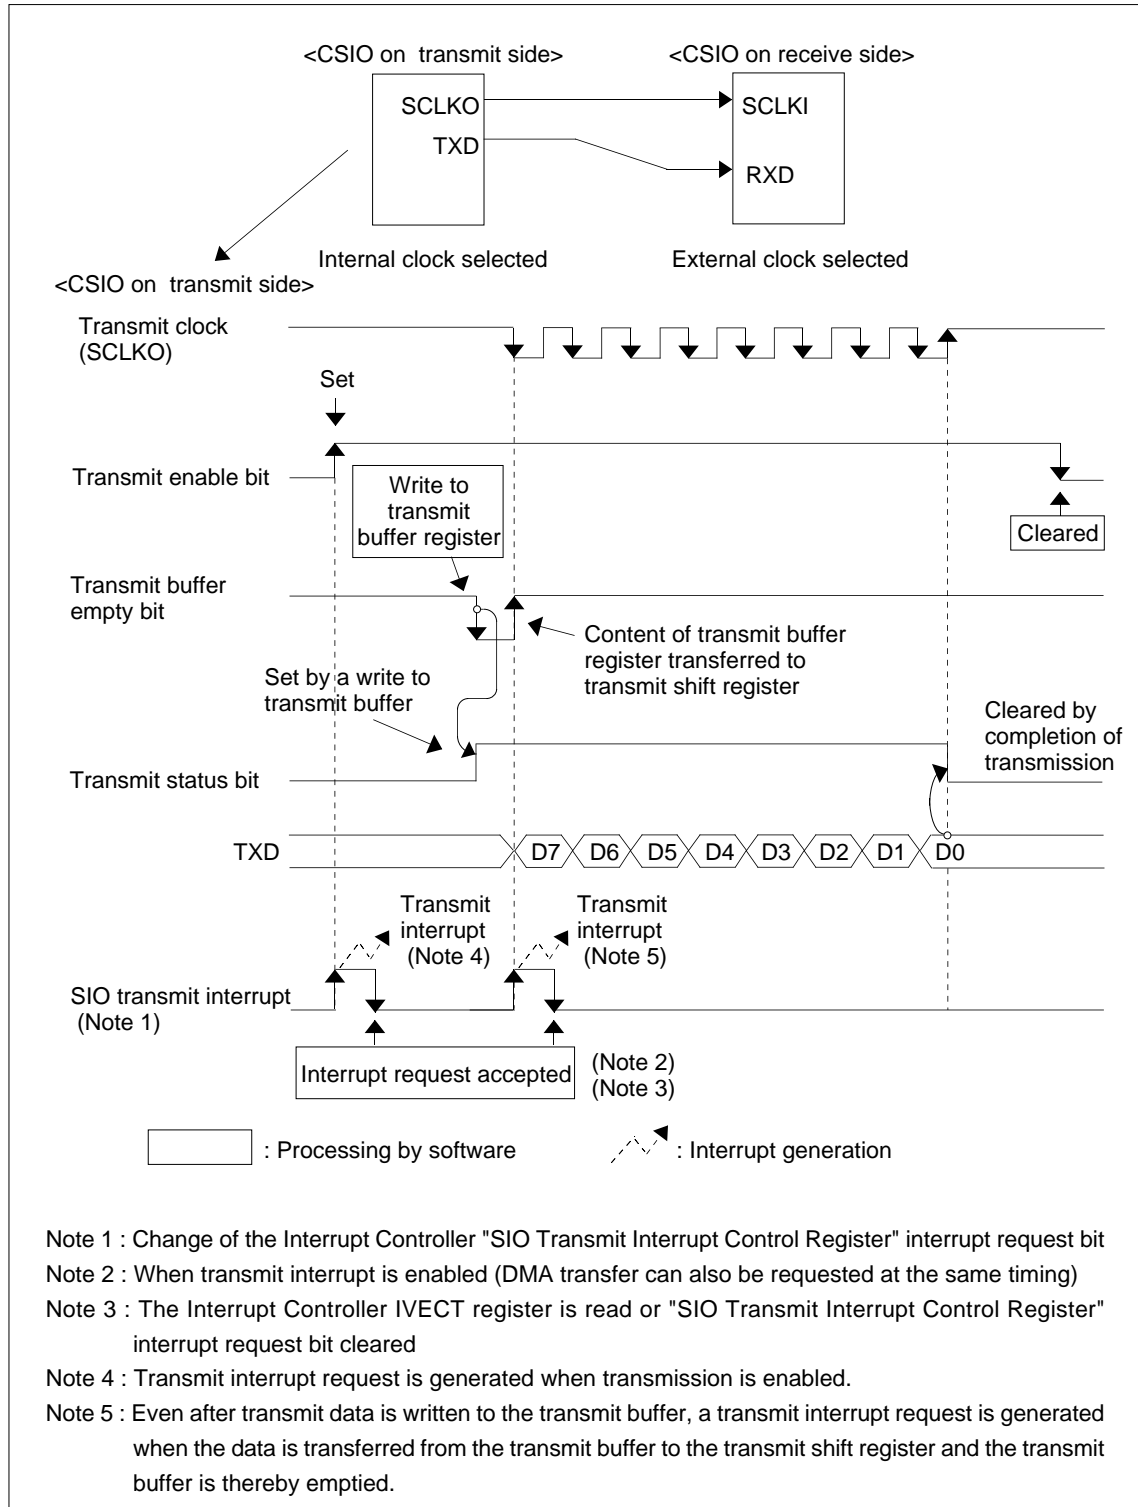 <CSIO on transmit side>
<CSIO on receive side>
SCLKO
SCLKI
TXD
RXD
Internal clock selected
External clock selected
<CSIO on transmit side>
Transmit clock
(SCLKO)
Set
Transmit enable bit
Write to
transmit
buffer register
Cleared
Transmit buffer
empty bit
Content of transmit buffer
register transferred to
transmit shift register
Set by a write to
transmit buffer
Cleared by
completion of
transmission
Transmit status bit
TXD
D7 D6 D5 D4 D3 D2 D1 D0
Transmit
interrupt
(Note 4)
Transmit
interrupt
(Note 5)
SIO transmit interrupt
(Note 1)
Interrupt request accepted
(Note 2)
(Note 3)
: Processing by software
: Interrupt generation
Note 1 : Change of the Interrupt Controller "SIO Transmit Interrupt Control Register" interrupt request bit
Note 2 : When transmit interrupt is enabled (DMA transfer can also be requested at the same timing)
Note 3 : The Interrupt Controller IVECT register is read or "SIO Transmit Interrupt Control Register"
interrupt request bit cleared
Note 4 : Transmit interrupt request is generated when transmission is enabled.
Note 5 : Even after transmit data is written to the transmit buffer, a transmit interrupt request is generated
when the data is transferred from the transmit buffer to the transmit shift register and the transmit
buffer is thereby emptied.